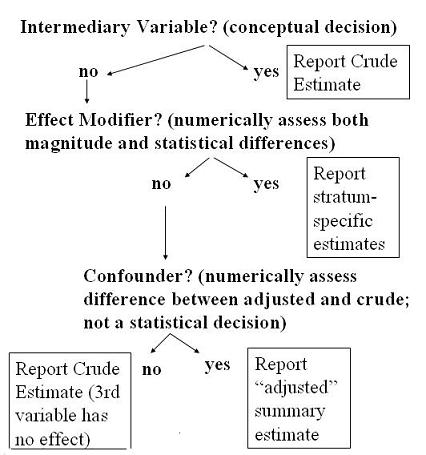 Intermediary Variable? (conceptual decision)
no
yes
Report Crude
Estimate
Effect Modifier? (numerically assess both
magnitude and statistical differences)
no
yes
Report
stratum-
specific
estimates
Confounder? (numerically assess
difference between adjusted and crude;
not a statistical decision)
Report Crude
Estimate (3rd
variable has
no effect)
no
yes
Report
“adjusted”
summary
estimate